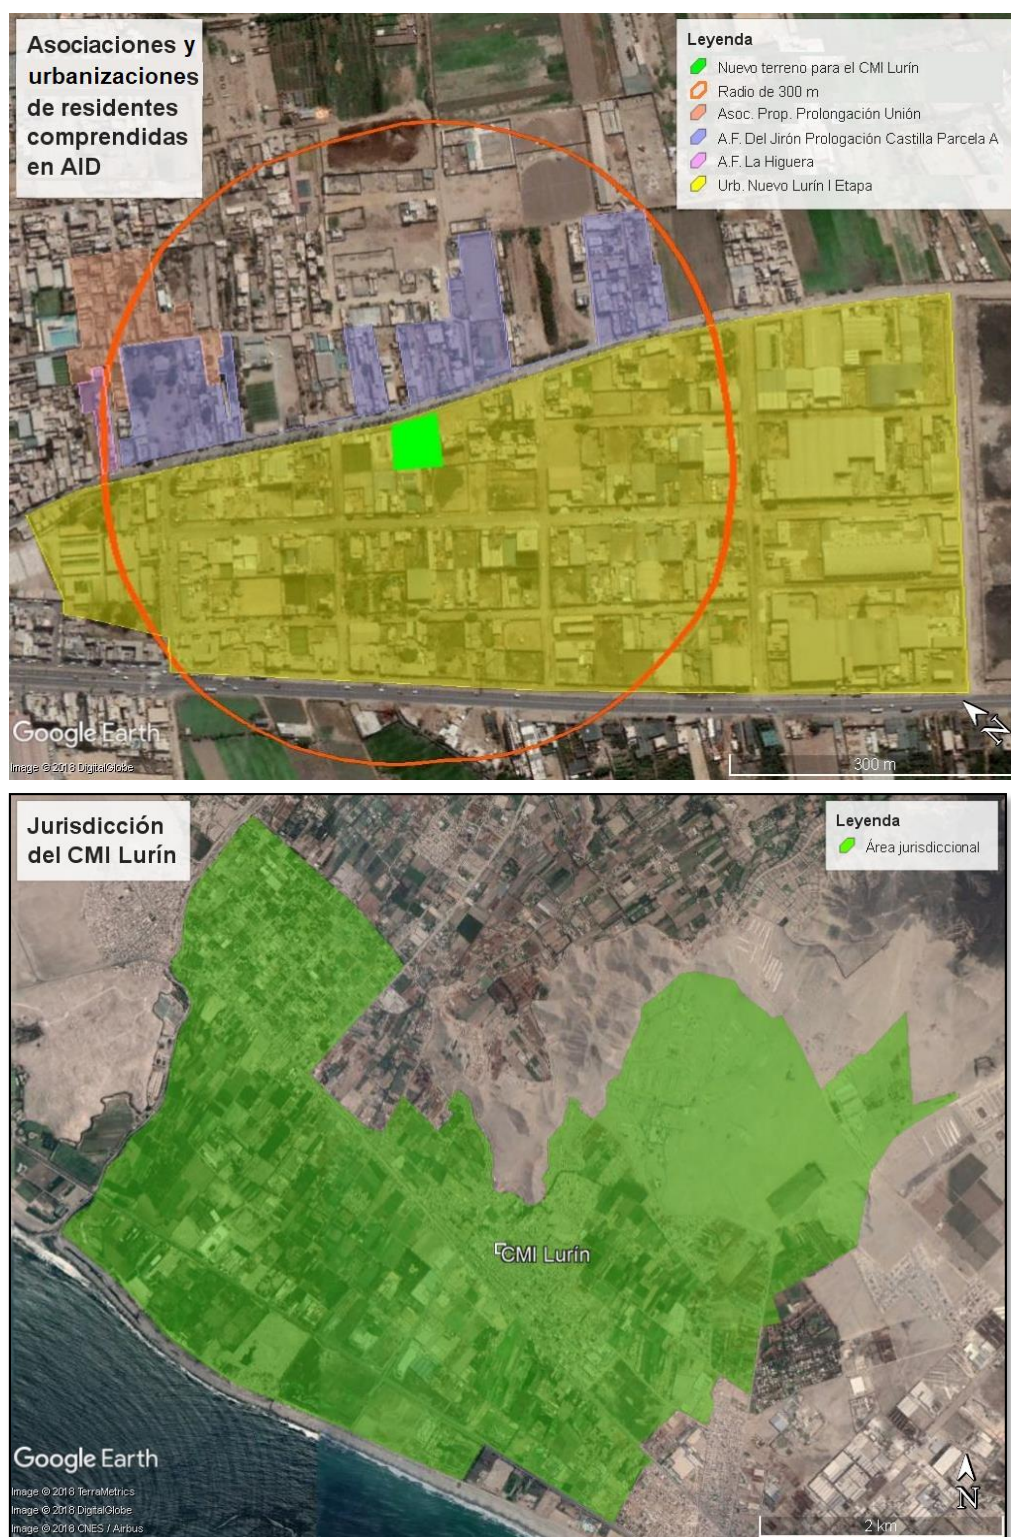 Asociaciones y
urbanizaciones
de residentes
comprendidas
en AID
Leyenda
Nuevo terreno para el CMI Lurín
Radio de 300 m
Asoc. Prop. Prolongación Unión
A.F. Del Jirón Prologación Castilla Parcela A
A.F. La Higuera
Urb. Nuevo Lurín I Etapa
Google Earth
Image © 2018 DigitalGlobe
N
300 m
Jurisdicción
del CMI Lurín
Leyenda
Área jurisdiccional
CMI Lurín
Google Earth
Image © 2018 TerraMetrics
Image © 2018 DigitalGlobe
Image © 2018 CNES / Airbus
N
2 km